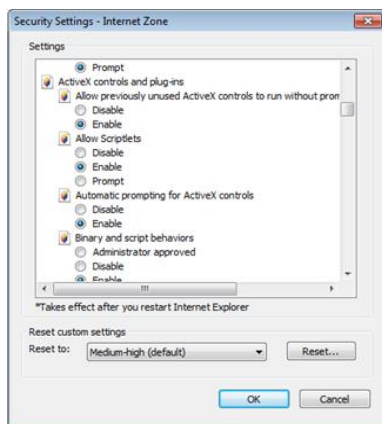 Security Settings - Internet Zone
Settings
Prompt
ActiveX controls and plug-ins
Allow previously unused ActiveX controls to run without prom
Disable
Enable
Allow Scriptlets
Disable
Enable
Prompt
Automatic prompting for ActiveX controls
Disable
Enable
Binary and script behaviors
Administrator approved
Disable
Enable
*Takes effect after you restart Internet Explorer
Reset custom settings
Reset to: Medium-high (default) Reset...
OK Cancel